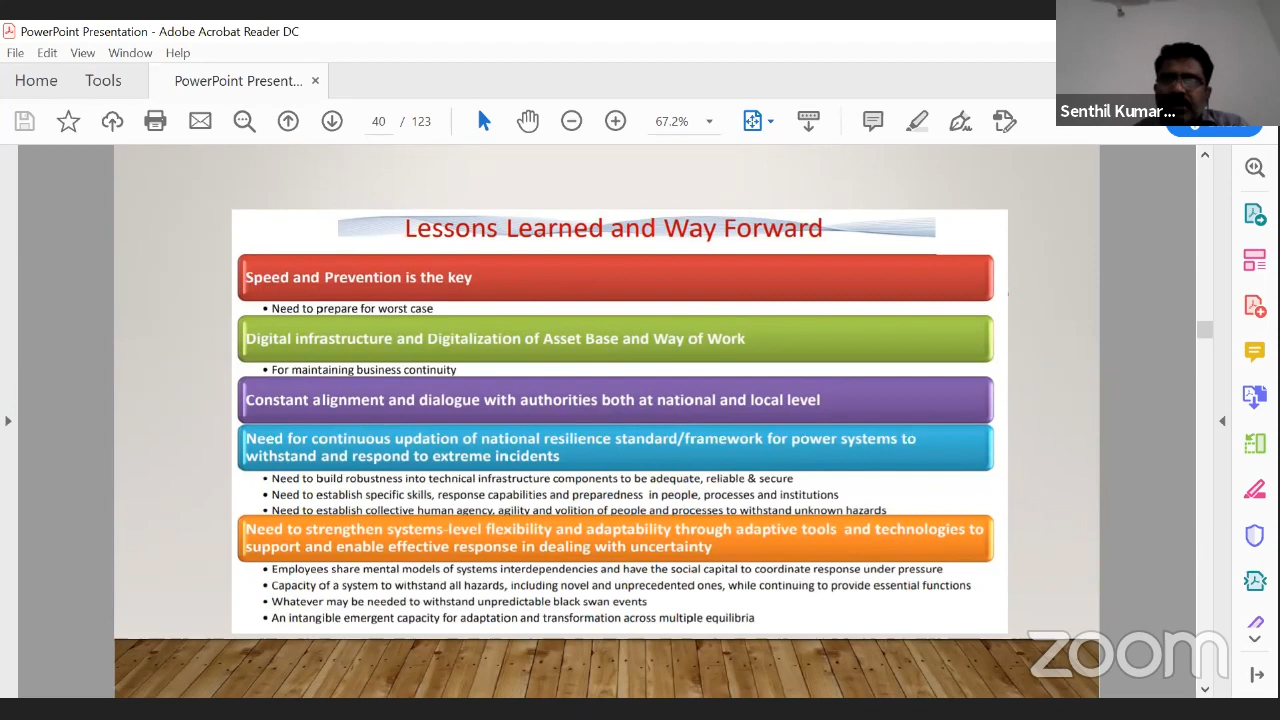 PowerPoint Presentation - Adobe Acrobat Reader DC
File Edit View Window Help
Home Tools PowerPoint Present... ×
40 / 123 67.2%
Senthil Kumar...
Lessons Learned and Way Forward
Speed and Prevention is the key
• Need to prepare for worst case
Digital infrastructure and Digitalization of Asset Base and Way of Work
• For maintaining business continuity
Constant alignment and dialogue with authorities both at national and local level
Need for continuous updation of national resilience standard/framework for power systems to
withstand and respond to extreme incidents
• Need to build robustness into technical infrastructure components to be adequate, reliable & secure
• Need to establish specific skills, response capabilities and preparedness in people, processes and institutions
• Need to establish collective human agency, agility and volition of people and processes to withstand unknown hazards
Need to strengthen systems-level flexibility and adaptability through adaptive tools and technologies to
support and enable effective response in dealing with uncertainty
• Employees share mental models of systems interdependencies and have the social capital to coordinate response under pressure
• Capacity of a system to withstand all hazards, including novel and unprecedented ones, while continuing to provide essential functions
• Whatever may be needed to withstand unpredictable black swan events
• An intangible emergent capacity for adaptation and transformation across multiple equilibria
zoom